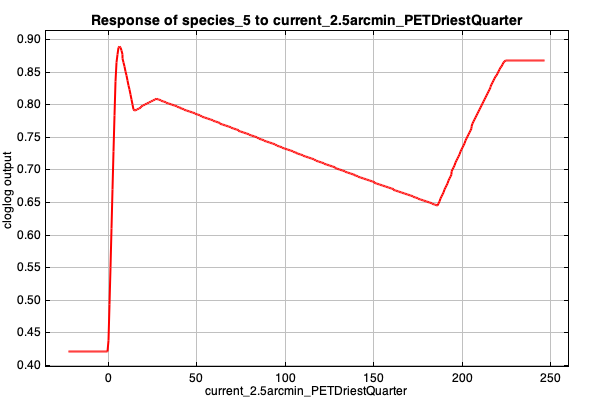 Response of species_5 to current_2.5arcmin_PETDriestQuarter
0.90
0.85
0.80
0.75
0.70
0.65
0.60
0.55
0.50
0.45
0.40
cloglog output
0 50 100 150 200 250
current_2.5arcmin_PETDriestQuarter